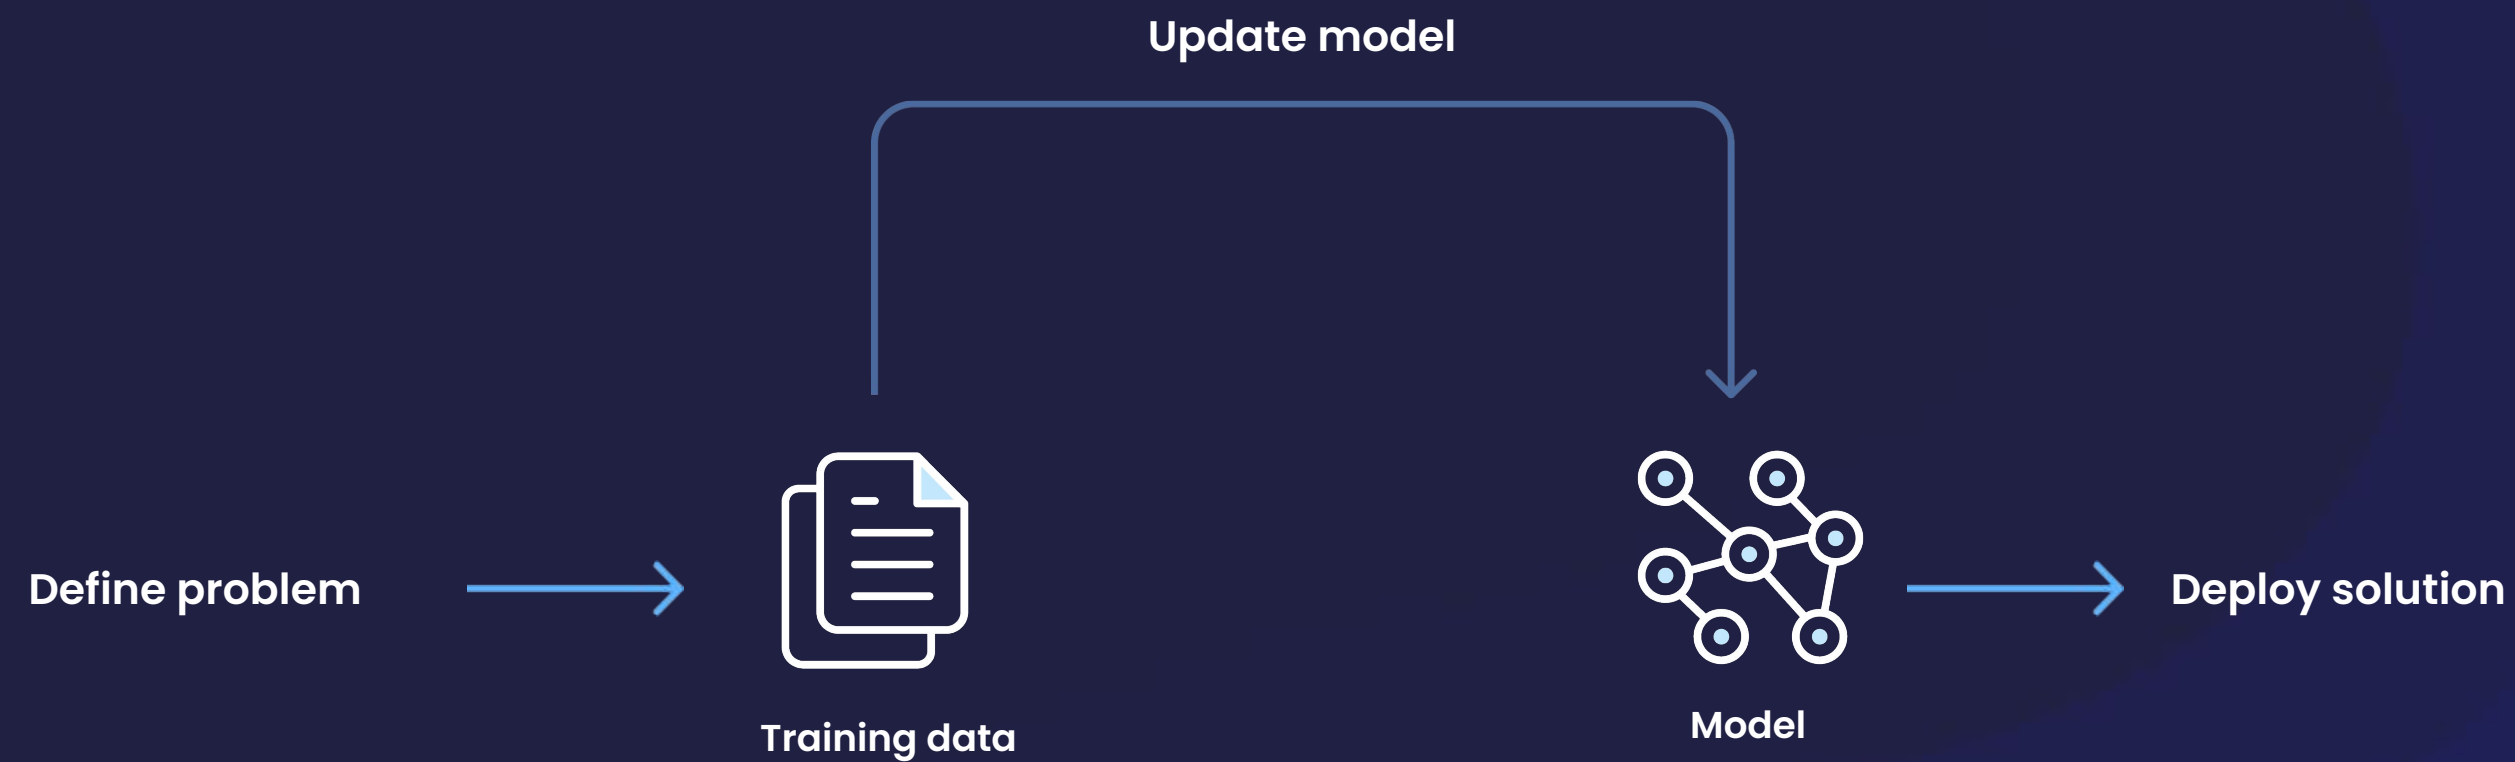 Update model
Define problem
Deploy solution
Training data
Model